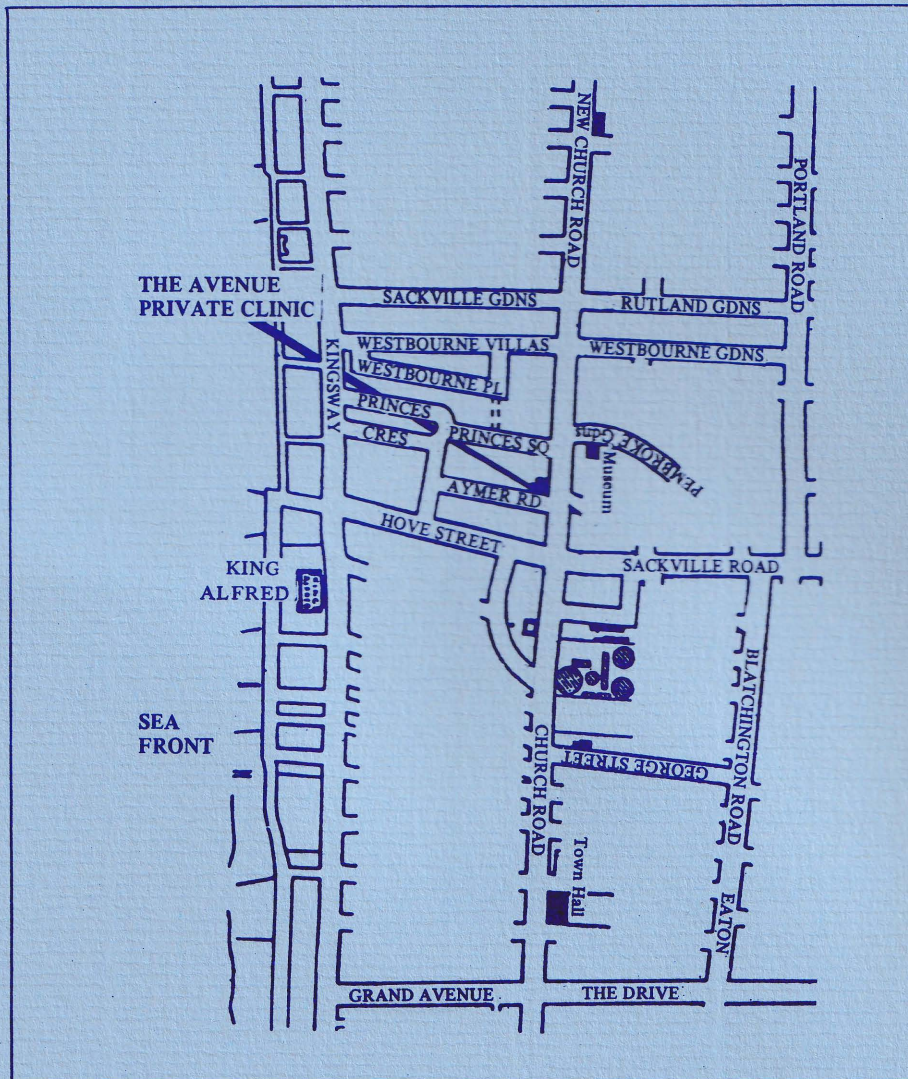 NEW CHURCH ROAD
PORTLAND ROAD
THE AVENUE
PRIVATE CLINIC
SACKVILLE GDNS
RUTLAND GDNS
KINGSWAY
WESTBOURNE VILLAS
WESTBOURNE GDNS
WESTBOURNE PL
PRINCES
CRES
PRINCES SQ
PEMBROKE Gdns
Museum
AYMER RD
HOVE STREET
SACKVILLE ROAD
KING
ALFRED
BLATCHINGTON ROAD
SEA
FRONT
CHURCH ROAD
GEORGE STREET
Town Hall
EATON
GRAND AVENUE
THE DRIVE